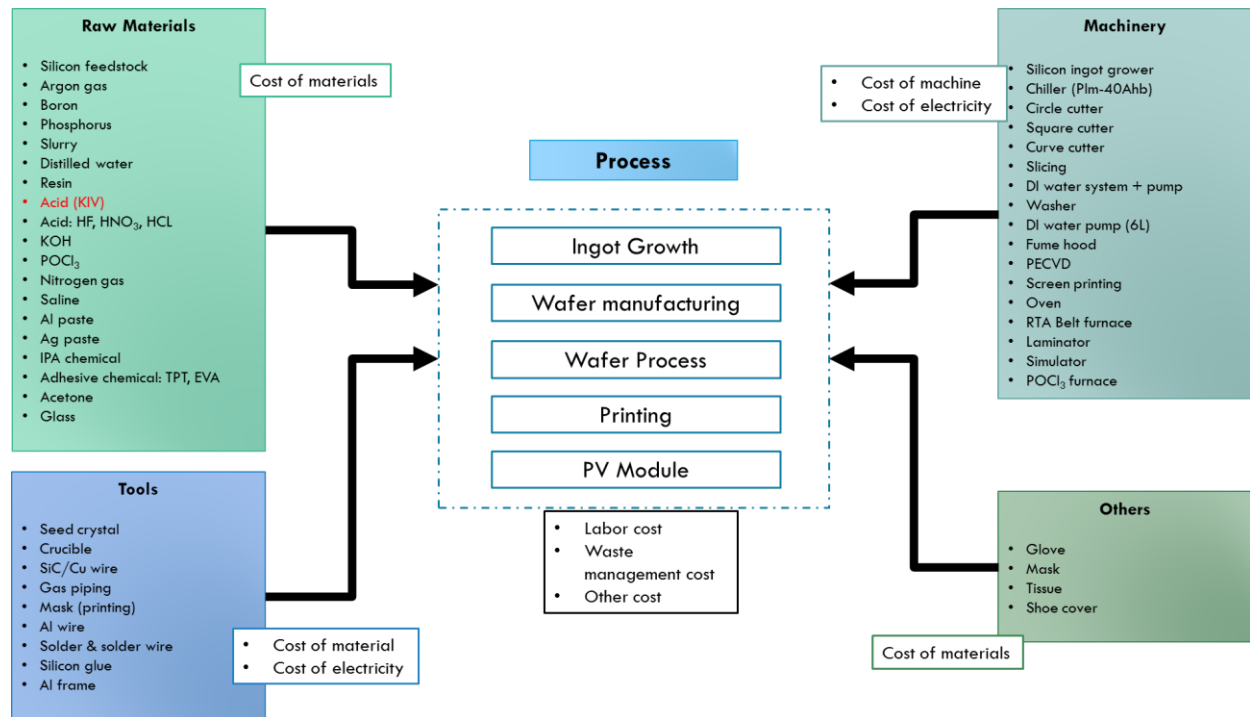 Raw Materials
• Silicon feedstock
• Argon gas
• Boron
• Phosphorus
• Slurry
• Distilled water
• Resin
• Acid (KIV)
• Acid: HF, HNO₃, HCL
• KOH
• POCl₃
• Nitrogen gas
• Saline
• Al paste
• Ag paste
• IPA chemical
• Adhesive chemical: TPT, EVA
• Acetone
• Glass
Cost of materials
Tools
• Seed crystal
• Crucible
• SiC/Cu wire
• Gas piping
• Mask (printing)
• Al wire
• Solder & solder wire
• Silicon glue
• Al frame
• Cost of material
• Cost of electricity
Process
Ingot Growth
Wafer manufacturing
Wafer Process
Printing
PV Module
• Labor cost
• Waste
management cost
• Other cost
Machinery
• Silicon ingot grower
• Chiller (Plm-40Ahb)
• Circle cutter
• Square cutter
• Curve cutter
• Slicing
• DI water system + pump
• Washer
• DI water pump (6L)
• Fume hood
• PECVD
• Screen printing
• Oven
• RTA Belt furnace
• Laminator
• Simulator
• POCl₃ furnace
• Cost of machine
• Cost of electricity
Others
• Glove
• Mask
• Tissue
• Shoe cover
Cost of materials